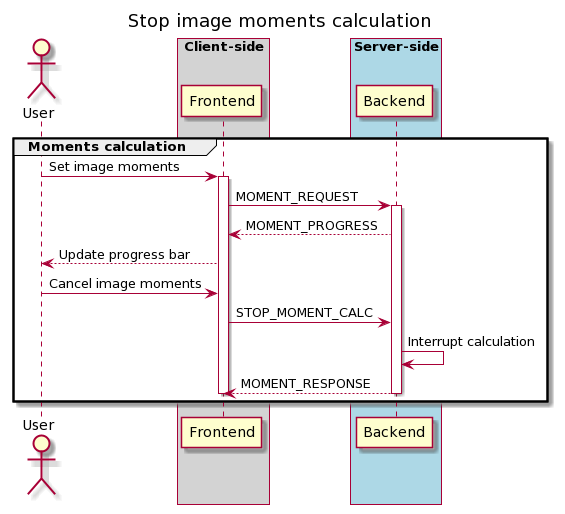 Stop image moments calculation
Client-side
Server-side
User
Frontend
Backend
Moments calculation
Set image moments
MOMENT_REQUEST
MOMENT_PROGRESS
Update progress bar
Cancel image moments
STOP_MOMENT_CALC
Interrupt calculation
MOMENT_RESPONSE
User
Frontend
Backend